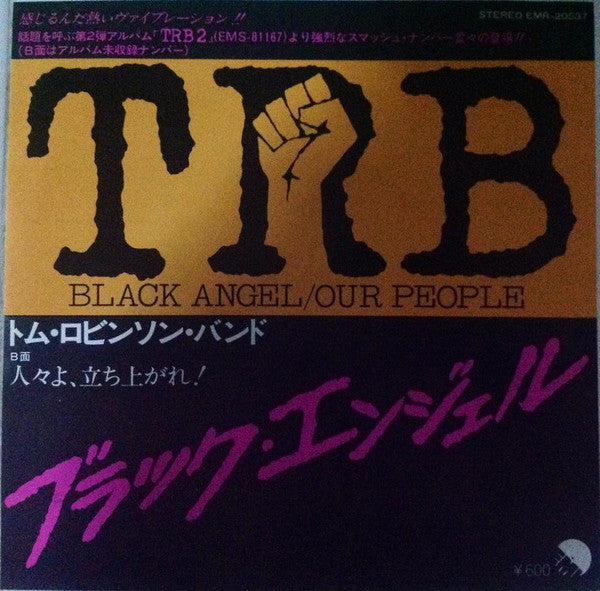 感じるんだ熱いヴァイブレーション!!
STEREO EMR-20537
話題を呼ぶ第2弾アルバム「TRB2」(EMS-81167)より強烈なスマッシュ・ナンバー堂々の登場!!
(B面はアルバム未収録ナンバー)
TRB
BLACK ANGEL/OUR PEOPLE
トム・ロビンソン・バンド
B面
人々よ、立ち上がれ!
ブラック・エンジェル
¥600